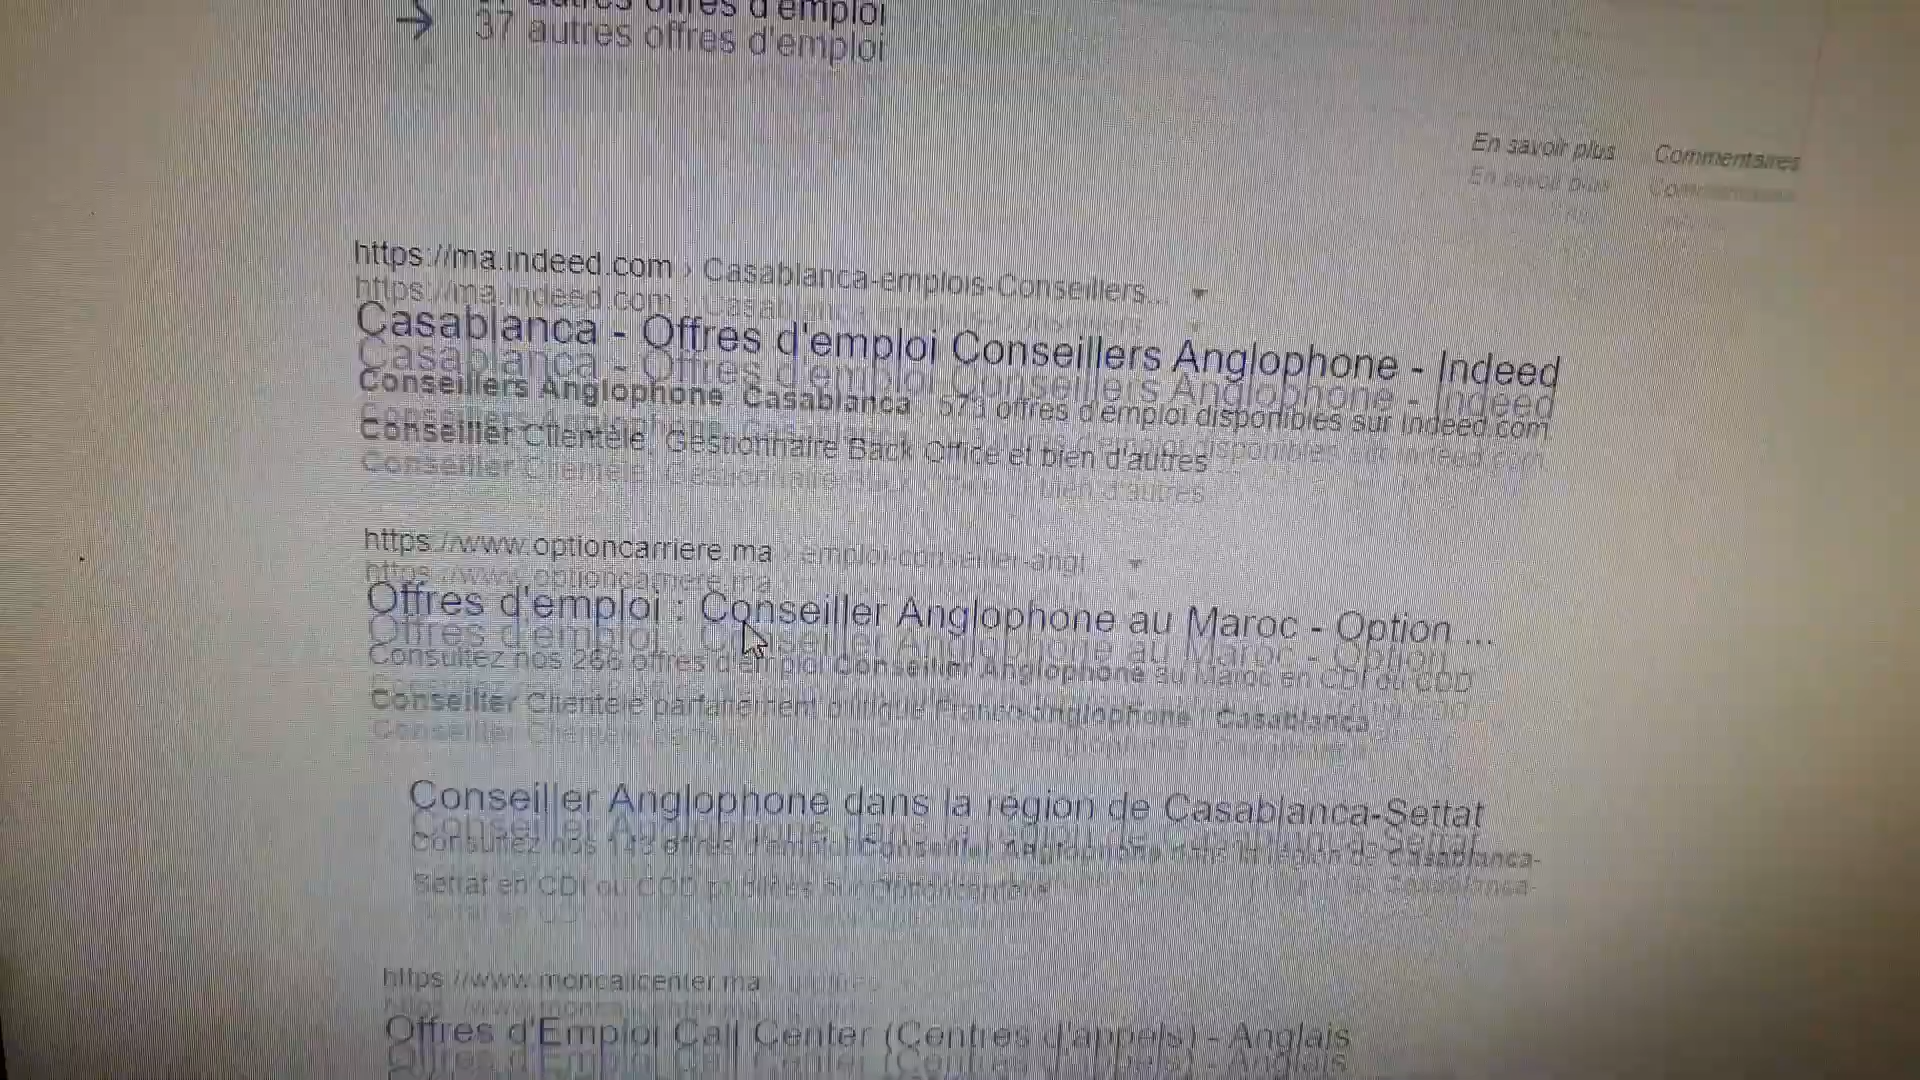 37 autres offres d'emploi
En savoir plus Commentaires
https://ma.indeed.com › Casablanca-emplois-Conseillers...
Casablanca - Offres d'emploi Conseillers Anglophone - Indeed
Conseillers Anglophone Casablanca : offres d'emploi disponibles sur Indeed.com.
Conseiller Clientèle, Gestionnaire Back Office et bien d'autres
https://www.optioncarriere.ma › emploi-conseiller-angl...
Offres d'emploi : Conseiller Anglophone au Maroc - Option ...
Consultez nos 266 offres d'emploi Conseiller Anglophone au Maroc en CDI ou CDD
Conseiller Clientèle parfaitement bilingue Franco-anglophone | Casablanca
Conseiller Anglophone dans la région de Casablanca-Settat
Consultez nos offres d'emploi Conseiller Anglophone dans la région de Casablanca-
Settat en CDI ou CDD publiées sur Optioncarriere
https://www.moncallcenter.ma
Offres d'Emploi Call Center (Centres d'appels) - Anglais